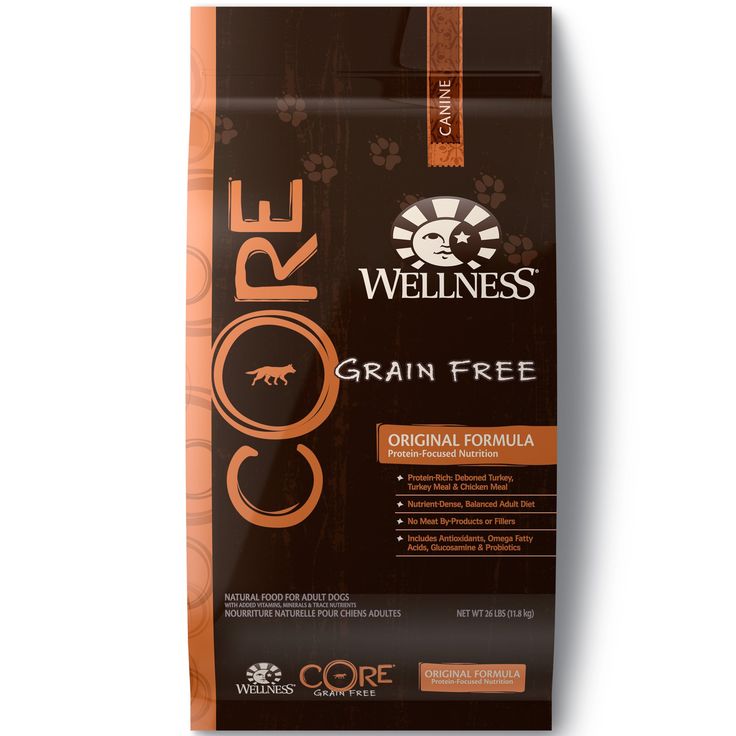 CANINE
CORE
WELLNESS®
GRAIN FREE
ORIGINAL FORMULA
Protein-Focused Nutrition
Protein-Rich: Deboned Turkey,
Turkey Meal & Chicken Meal
Nutrient-Dense, Balanced Adult Diet
No Meat By-Products or Fillers
Includes Antioxidants, Omega Fatty
Acids, Glucosamine & Probiotics
NATURAL FOOD FOR ADULT DOGS
WITH ADDED VITAMINS, MINERALS & TRACE NUTRIENTS
NOURRITURE NATURELLE POUR CHIENS ADULTES
NET WT 26 LBS (11.8 kg)
WELLNESS®
CORE®
GRAIN FREE
ORIGINAL FORMULA
Protein-Focused Nutrition